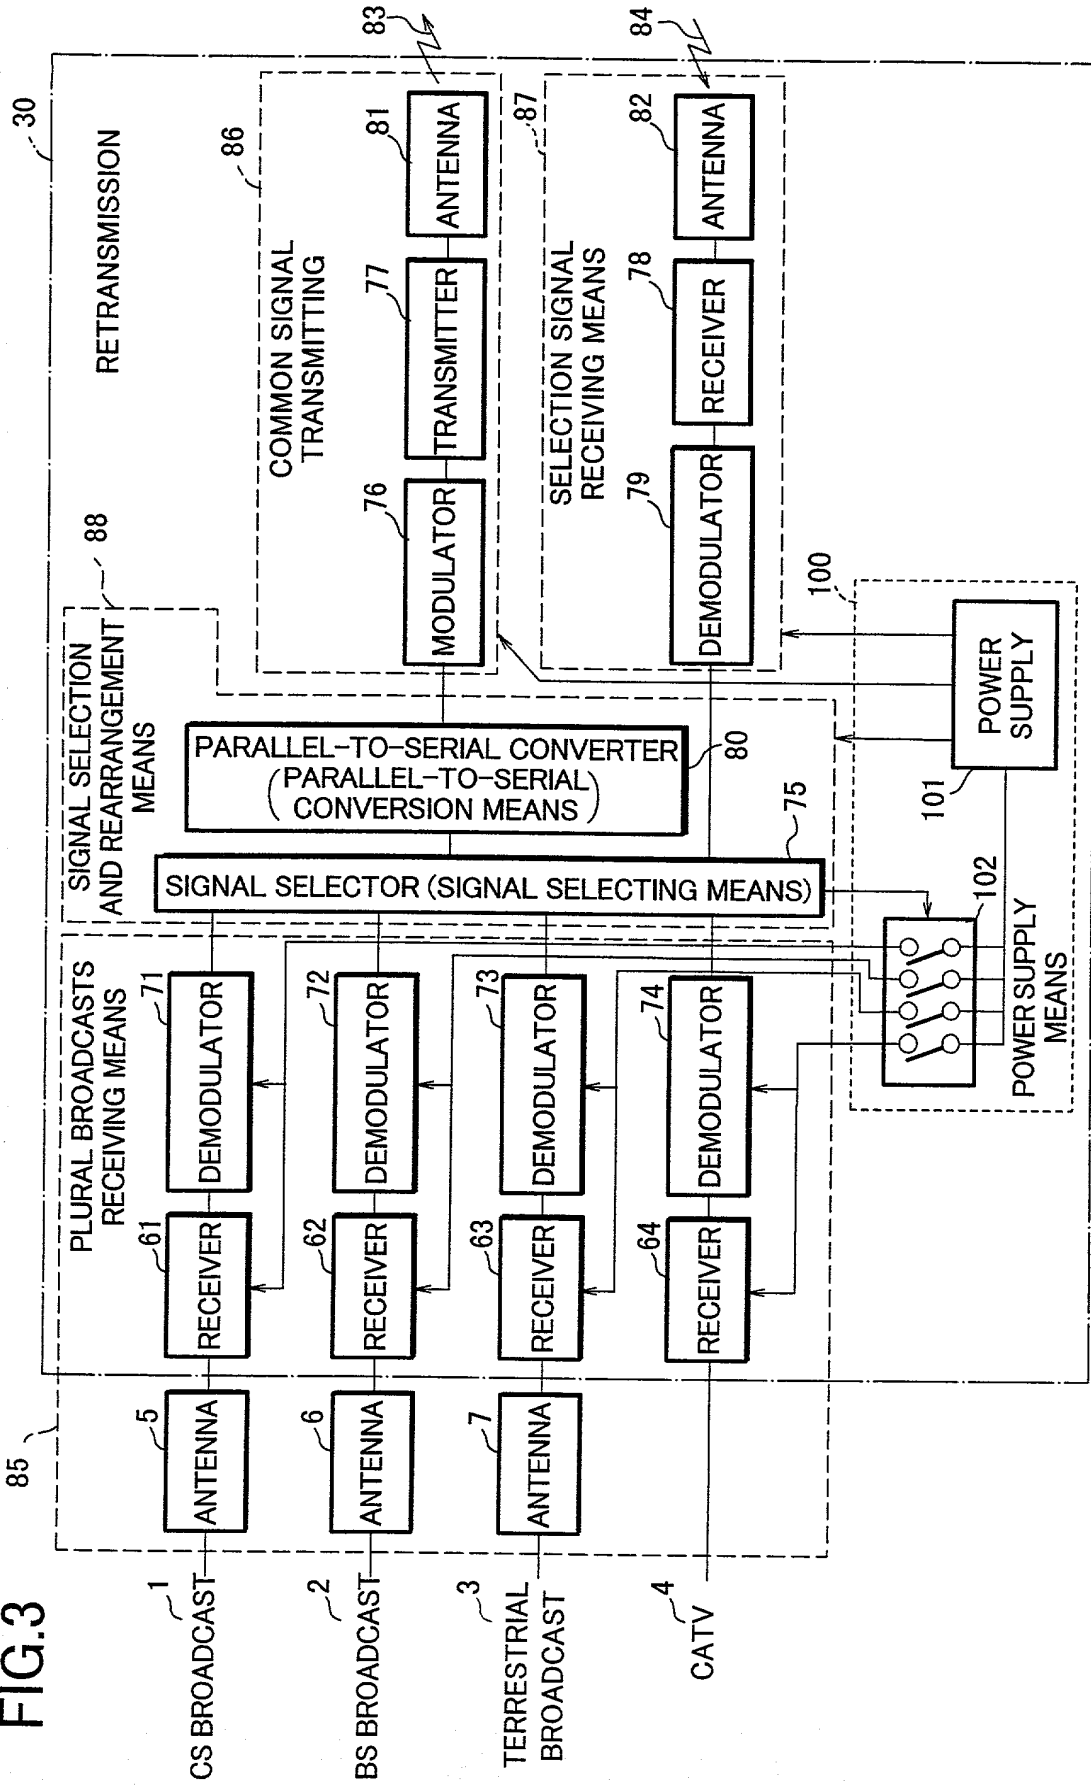 FIG.3
30
RETRANSMISSION
85
PLURAL BROADCASTS
RECEIVING MEANS
SIGNAL SELECTION
AND REARRANGEMENT
MEANS
88
86
COMMON SIGNAL
TRANSMITTING
CS BROADCAST
1
5
ANTENNA
61
RECEIVER
71
DEMODULATOR
BS BROADCAST
2
6
ANTENNA
62
RECEIVER
72
DEMODULATOR
TERRESTRIAL
BROADCAST
3
7
ANTENNA
63
RECEIVER
73
DEMODULATOR
CATV
4
64
RECEIVER
74
DEMODULATOR
SIGNAL SELECTOR (SIGNAL SELECTING MEANS)
75
PARALLEL-TO-SERIAL CONVERTER
(PARALLEL-TO-SERIAL
CONVERSION MEANS)
80
76
MODULATOR
77
TRANSMITTER
81
ANTENNA
83
87
SELECTION SIGNAL
RECEIVING MEANS
79
DEMODULATOR
78
RECEIVER
82
ANTENNA
84
100
102
101
POWER
SUPPLY
POWER SUPPLY
MEANS